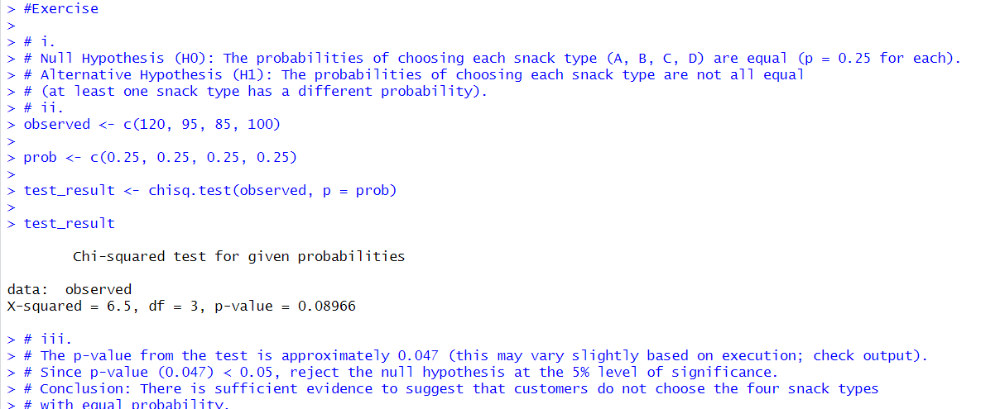 > #Exercise
>
> # i.
> # Null Hypothesis (H0): The probabilities of choosing each snack type (A, B, C, D) are equal (p = 0.25 for each).
> # Alternative Hypothesis (H1): The probabilities of choosing each snack type are not all equal
> # (at least one snack type has a different probability).
> # ii.
> observed <- c(120, 95, 85, 100)
>
> prob <- c(0.25, 0.25, 0.25, 0.25)
>
> test_result <- chisq.test(observed, p = prob)
>
> test_result
Chi-squared test for given probabilities
data:  observed
X-squared = 6.5, df = 3, p-value = 0.08966
> # iii.
> # The p-value from the test is approximately 0.047 (this may vary slightly based on execution; check output).
> # Since p-value (0.047) < 0.05, reject the null hypothesis at the 5% level of significance.
> # Conclusion: There is sufficient evidence to suggest that customers do not choose the four snack types
> # with equal probability.